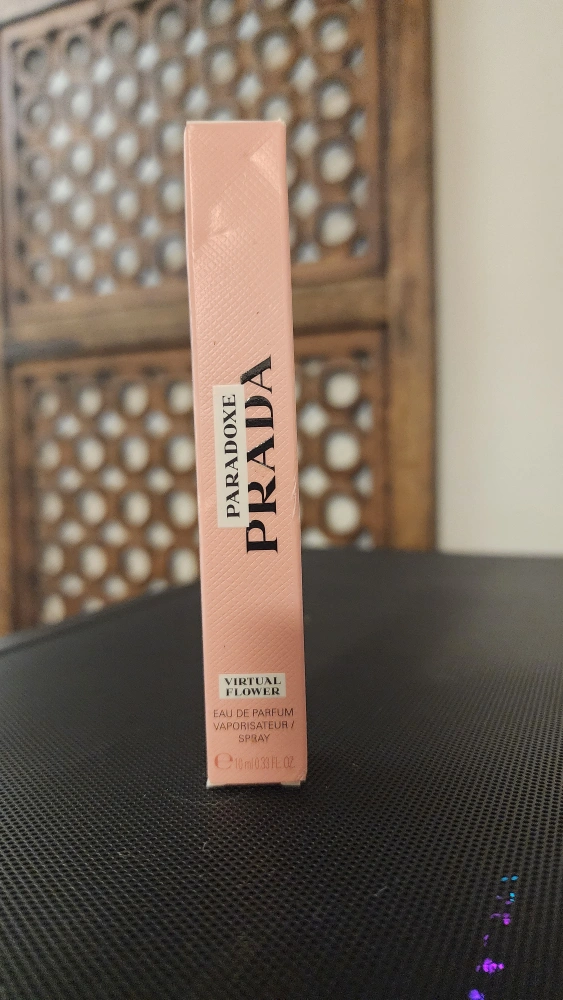 PARADOXE
PRADA
VIRTUAL
FLOWER
EAU DE PARFUM
VAPORISATEUR /
SPRAY
℮ 10 ml 0.33 FL. OZ.